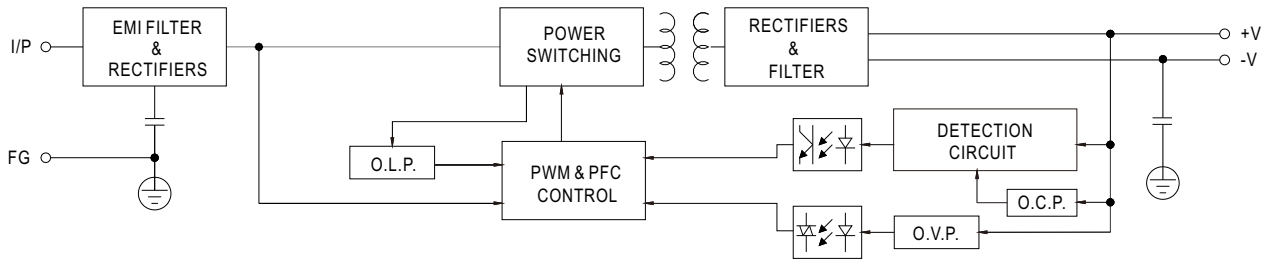 I/P
EMI FILTER
&
RECTIFIERS
POWER
SWITCHING
RECTIFIERS
&
FILTER
+V
-V
FG
O.L.P.
PWM & PFC
CONTROL
DETECTION
CIRCUIT
O.C.P.
O.V.P.